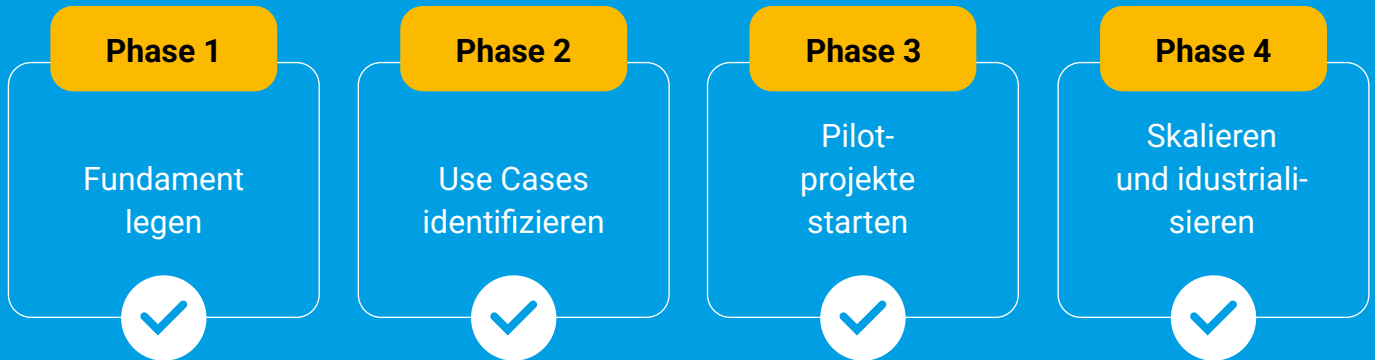 Phase 1
Fundament
legen
Phase 2
Use Cases
identifizieren
Phase 3
Pilot-
projekte
starten
Phase 4
Skalieren
und idustriali-
sieren